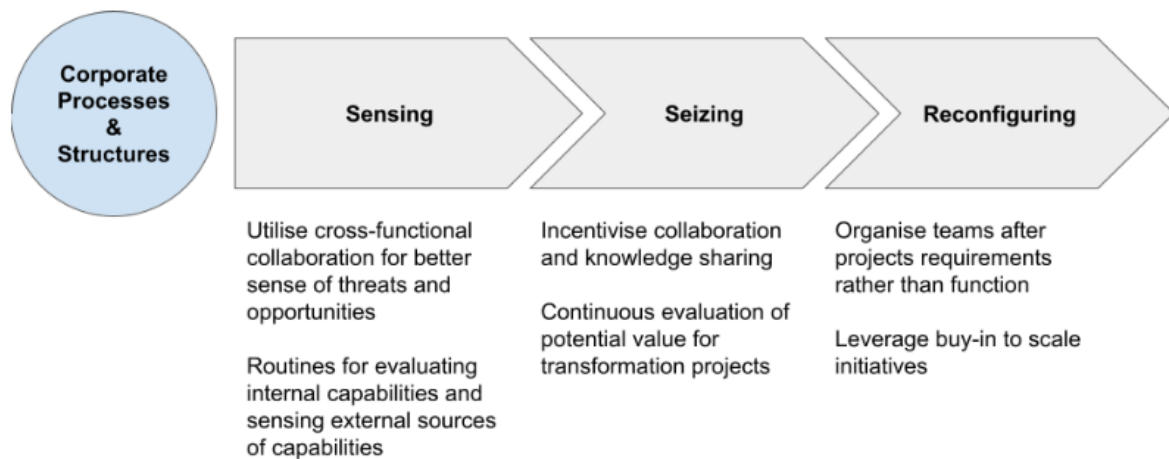 Corporate
Processes
&
Structures
Sensing
Seizing
Reconfiguring
Utilise cross-functional
collaboration for better
sense of threats and
opportunities
Routines for evaluating
internal capabilities and
sensing external sources
of capabilities
Incentivise collaboration
and knowledge sharing
Continuous evaluation of
potential value for
transformation projects
Organise teams after
projects requirements
rather than function
Leverage buy-in to scale
initiatives